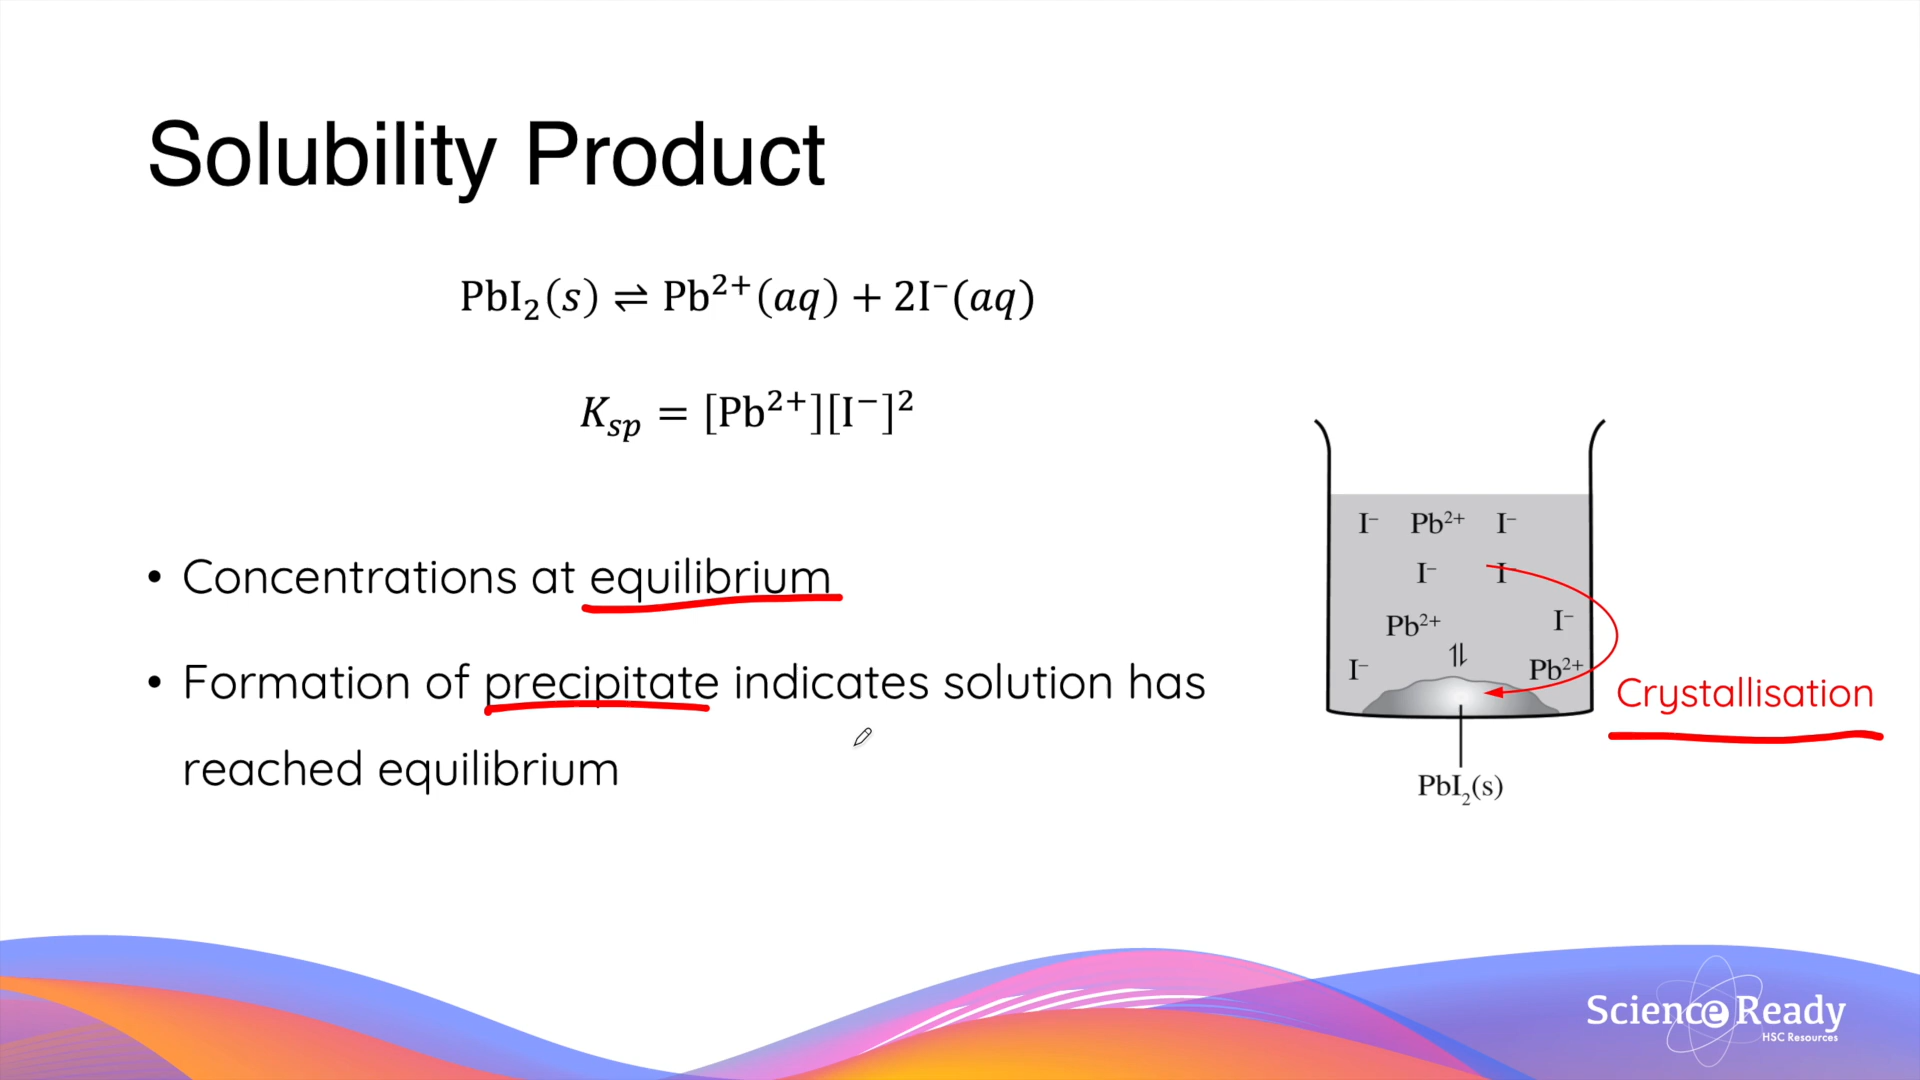 Solubility Product
PbI₂(s) ⇌ Pb²⁺(aq) + 2I⁻(aq)
Kₛₚ = [Pb²⁺][I⁻]²
• Concentrations at equilibrium
• Formation of precipitate indicates solution has
reached equilibrium
I⁻ Pb²⁺ I⁻
I⁻ I⁻
Pb²⁺ I⁻
⇌
I⁻ Pb²⁺
Crystallisation
PbI₂(s)
Science Ready
HSC Resources